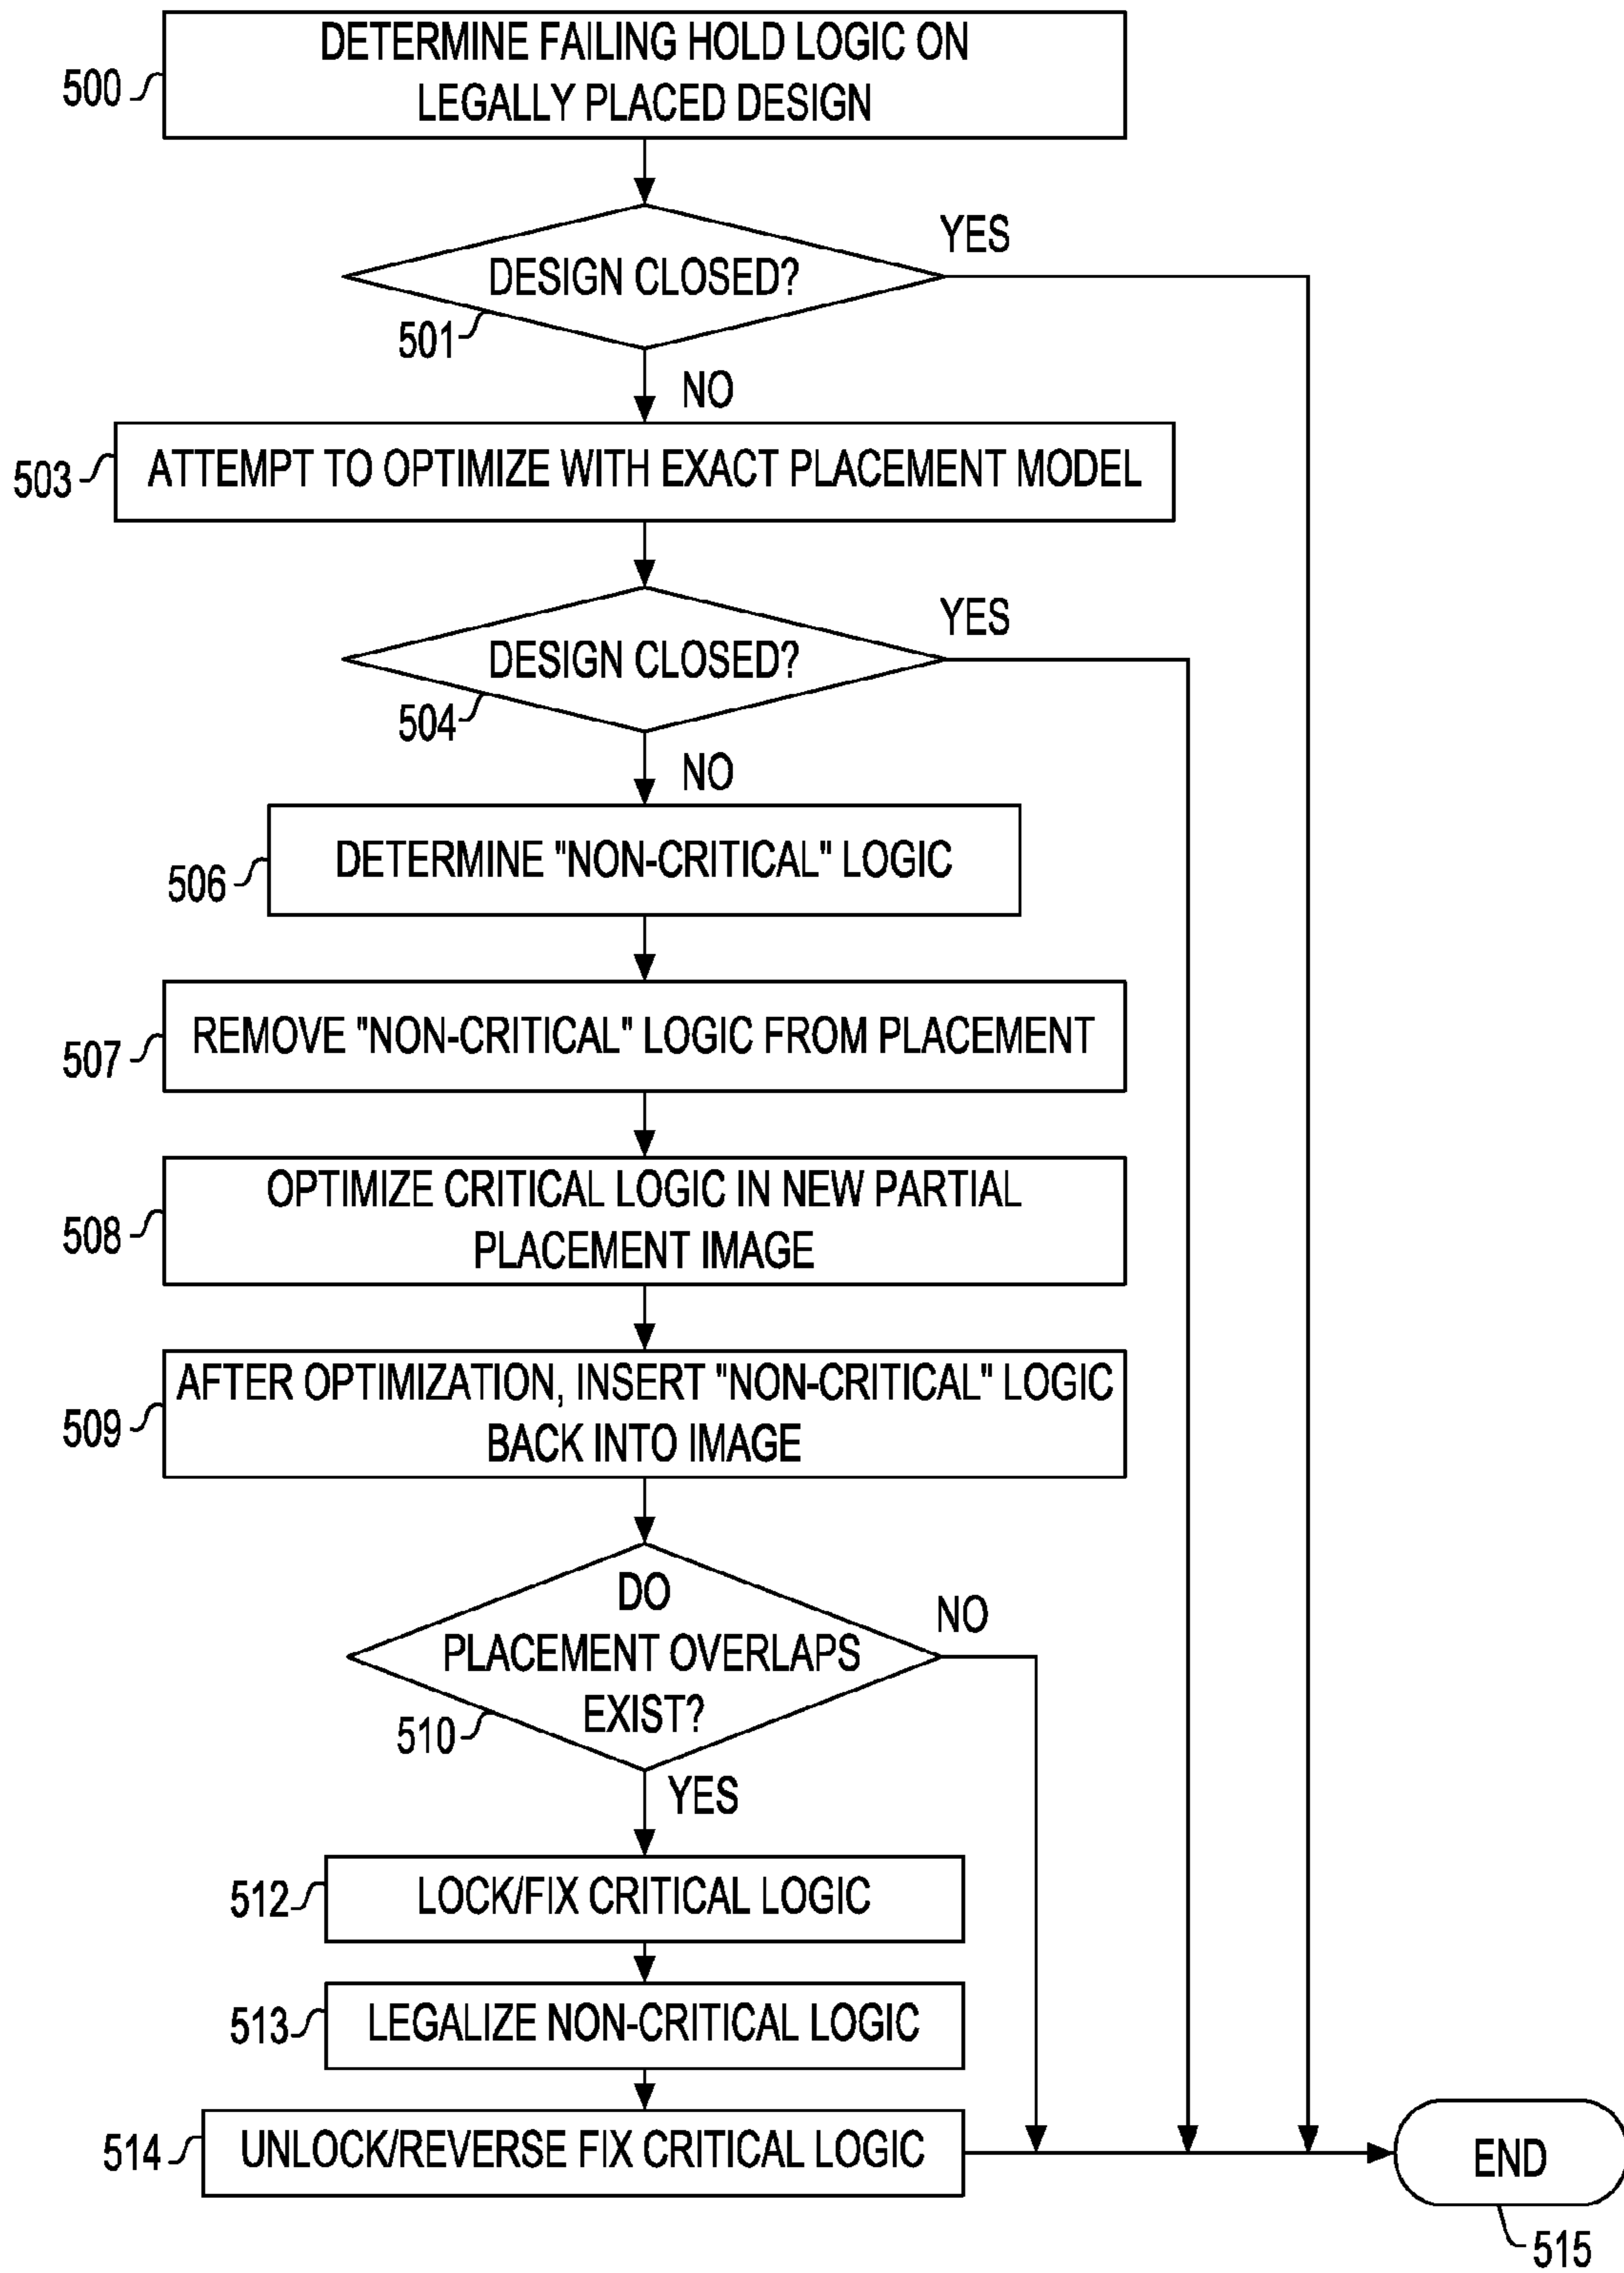 DETERMINE FAILING HOLD LOGIC ON
LEGALLY PLACED DESIGN
500
YES
DESIGN CLOSED?
501
NO
503
ATTEMPT TO OPTIMIZE WITH EXACT PLACEMENT MODEL
YES
DESIGN CLOSED?
504
NO
DETERMINE "NON-CRITICAL" LOGIC
506
REMOVE "NON-CRITICAL" LOGIC FROM PLACEMENT
507
OPTIMIZE CRITICAL LOGIC IN NEW PARTIAL
PLACEMENT IMAGE
508
AFTER OPTIMIZATION, INSERT "NON-CRITICAL" LOGIC
BACK INTO IMAGE
509
DO
PLACEMENT OVERLAPS
EXIST?
NO
510
YES
512
LOCK/FIX CRITICAL LOGIC
513
LEGALIZE NON-CRITICAL LOGIC
514
UNLOCK/REVERSE FIX CRITICAL LOGIC
END
515